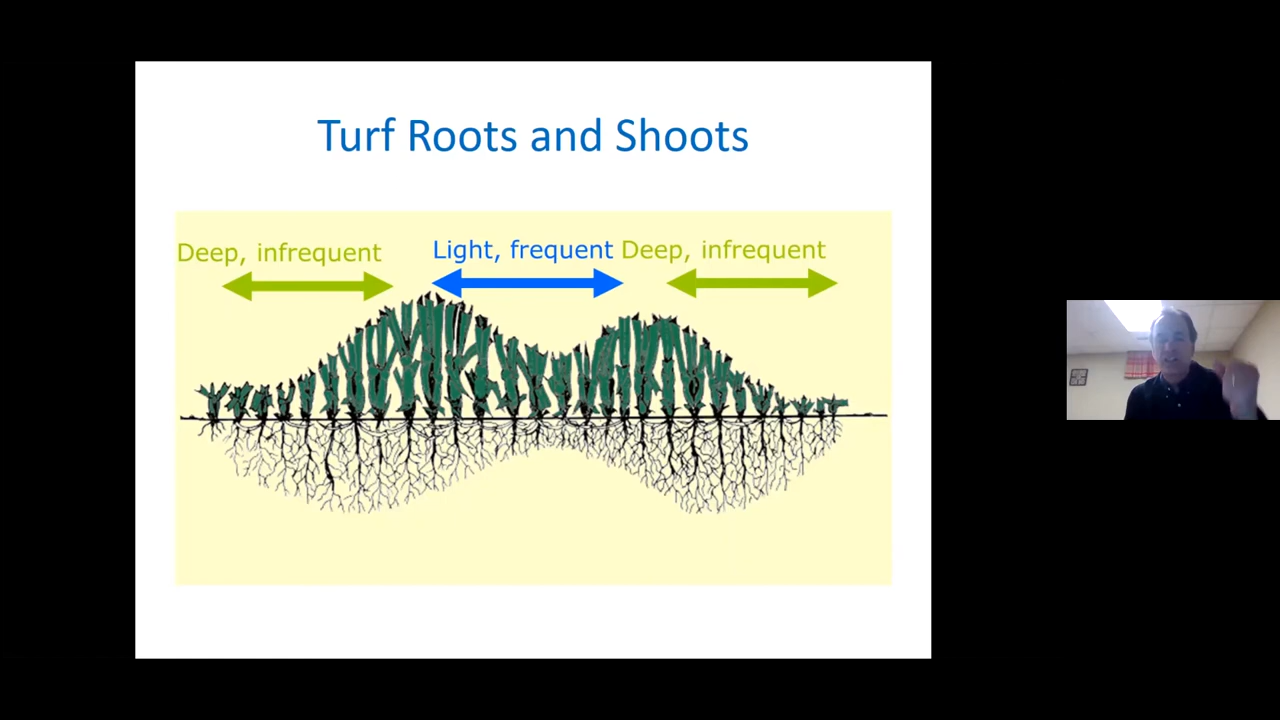 Turf Roots and Shoots
Deep, infrequent
Light, frequent
Deep, infrequent